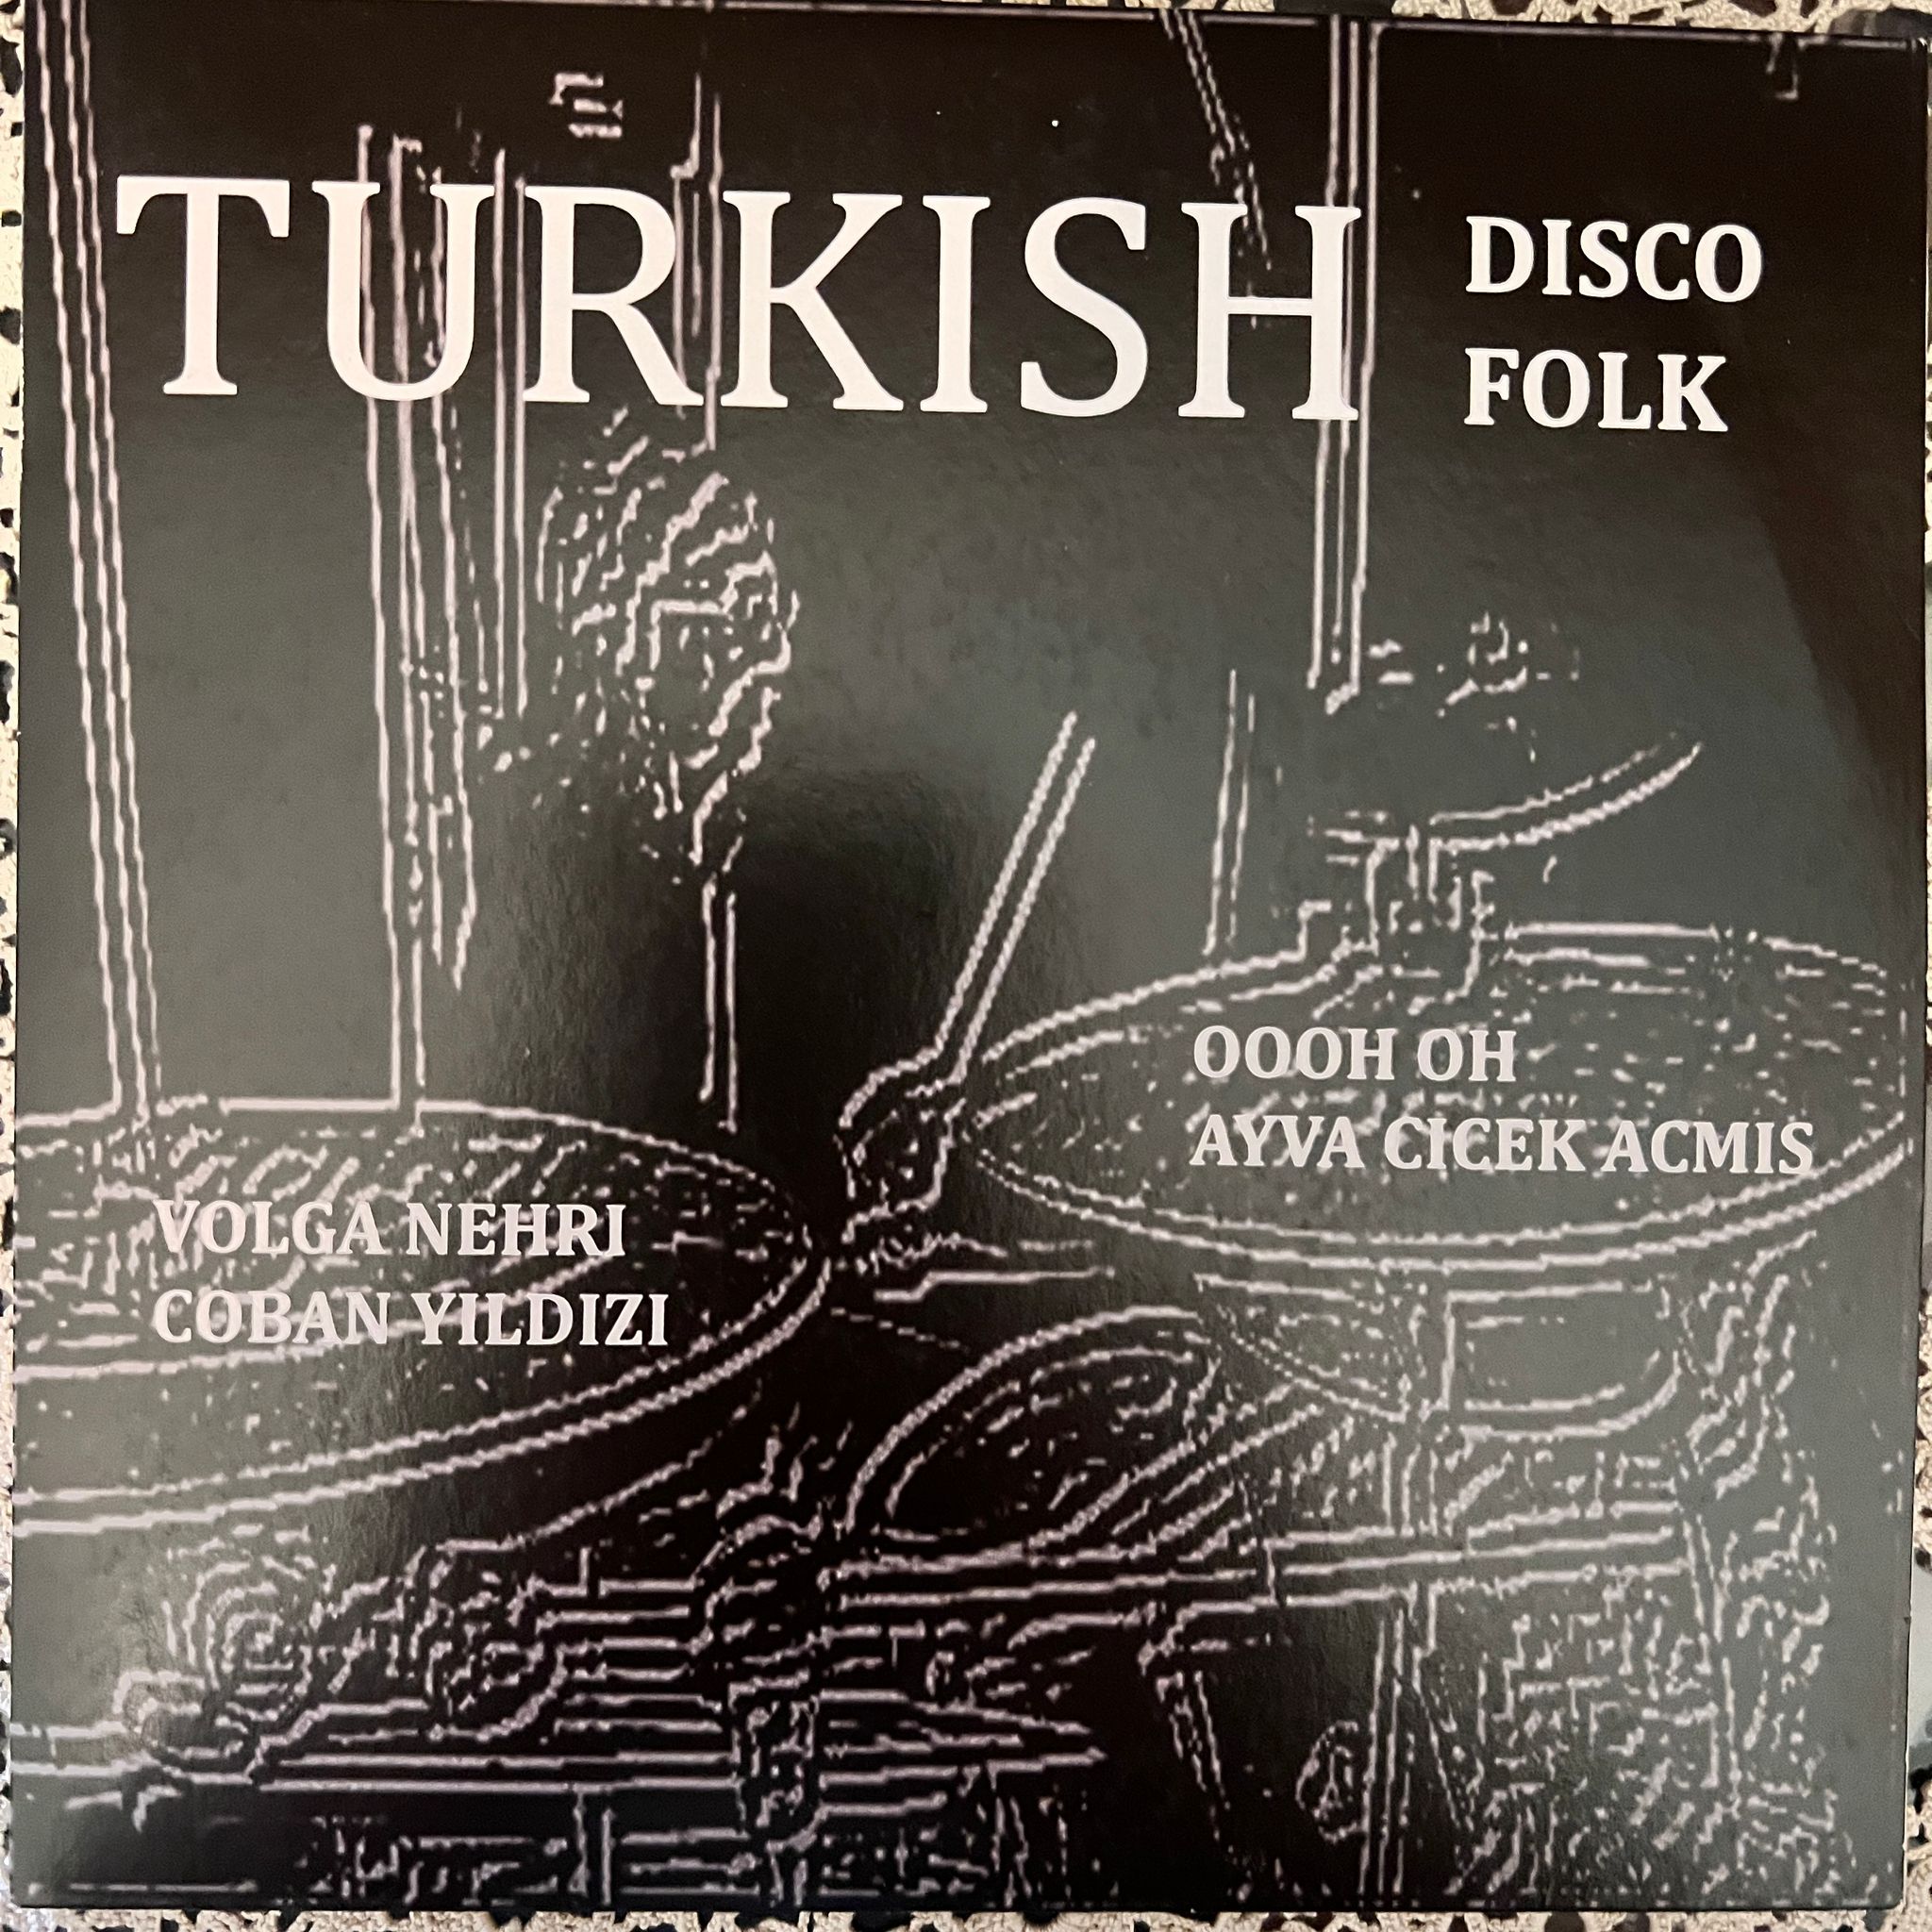 TURKISH
DISCO
FOLK
OOOH OH
AYVA CICEK ACMIS
VOLGA NEHRI
COBAN YILDIZI